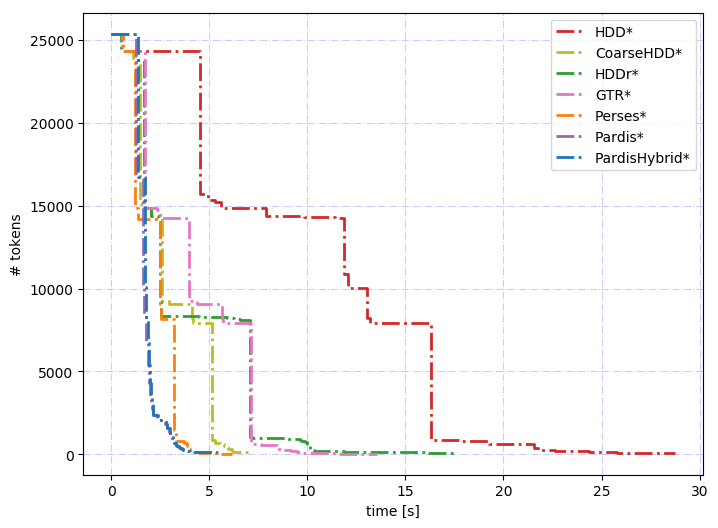 25000
20000
15000
10000
5000
0
# tokens
0 5 10 15 20 25 30
time [s]
HDD*
CoarseHDD*
HDDr*
GTR*
Perses*
Pardis*
PardisHybrid*